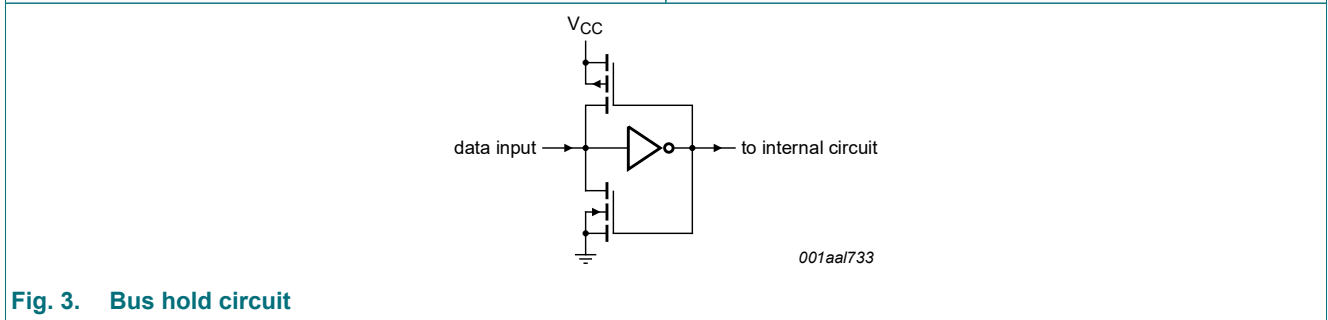 VCC
data input
to internal circuit
001aal733
Fig. 3. Bus hold circuit